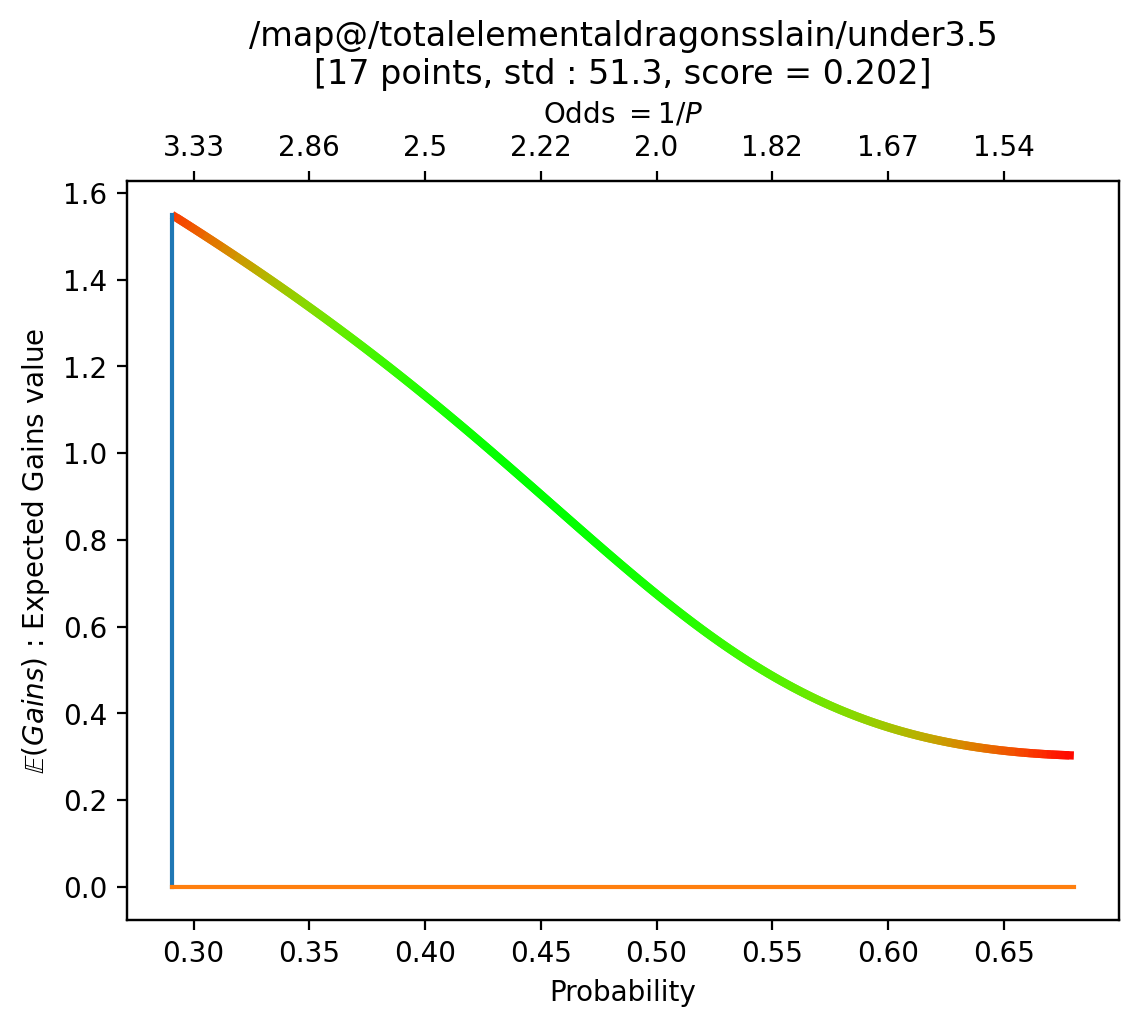 /map@/totalelementaldragonsslain/under3.5
[17 points, std : 51.3, score = 0.202]
Odds = 1/P
3.33 2.86 2.5 2.22 2.0 1.82 1.67 1.54
1.6
1.4
1.2
1.0
0.8
0.6
0.4
0.2
0.0
𝔼(Gains) : Expected Gains value
0.30 0.35 0.40 0.45 0.50 0.55 0.60 0.65
Probability